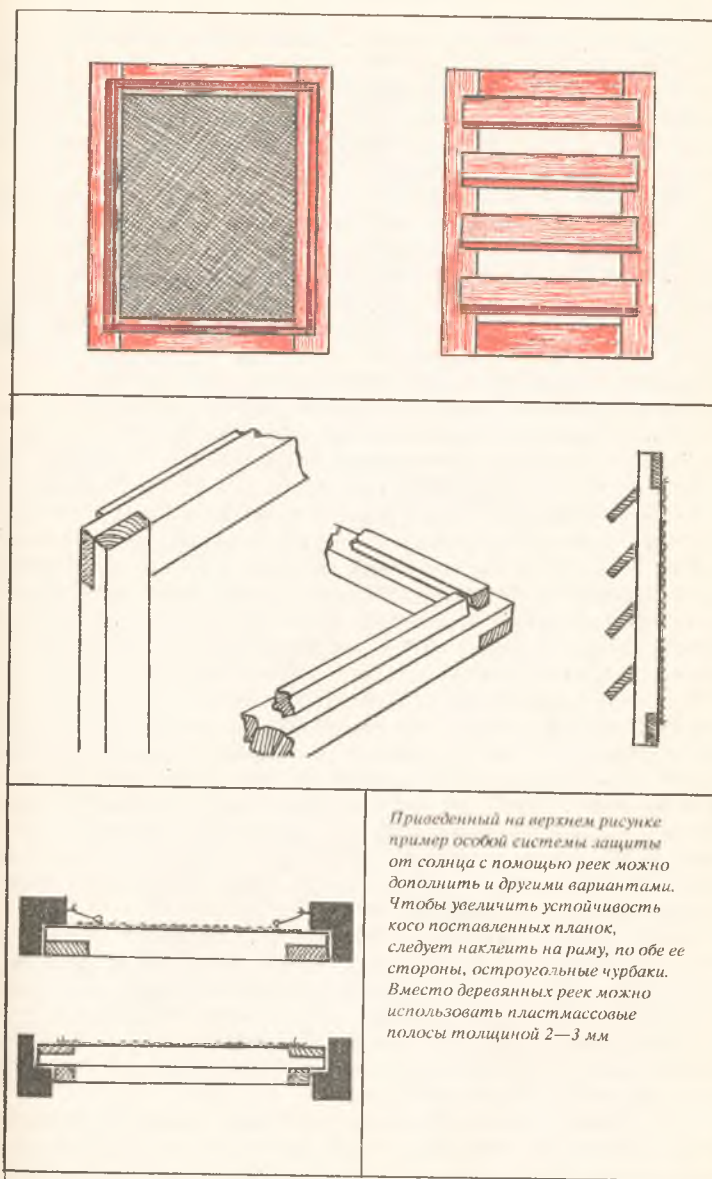 Приведенный на верхнем рисунке
пример особой системы защиты
от солнца с помощью реек можно
дополнить и другими вариантами.
Чтобы увеличить устойчивость
косо поставленных планок,
следует наклеить на раму, по обе ее
стороны, остроугольные чурбаки.
Вместо деревянных реек можно
использовать пластмассовые
полосы толщиной 2—3 мм